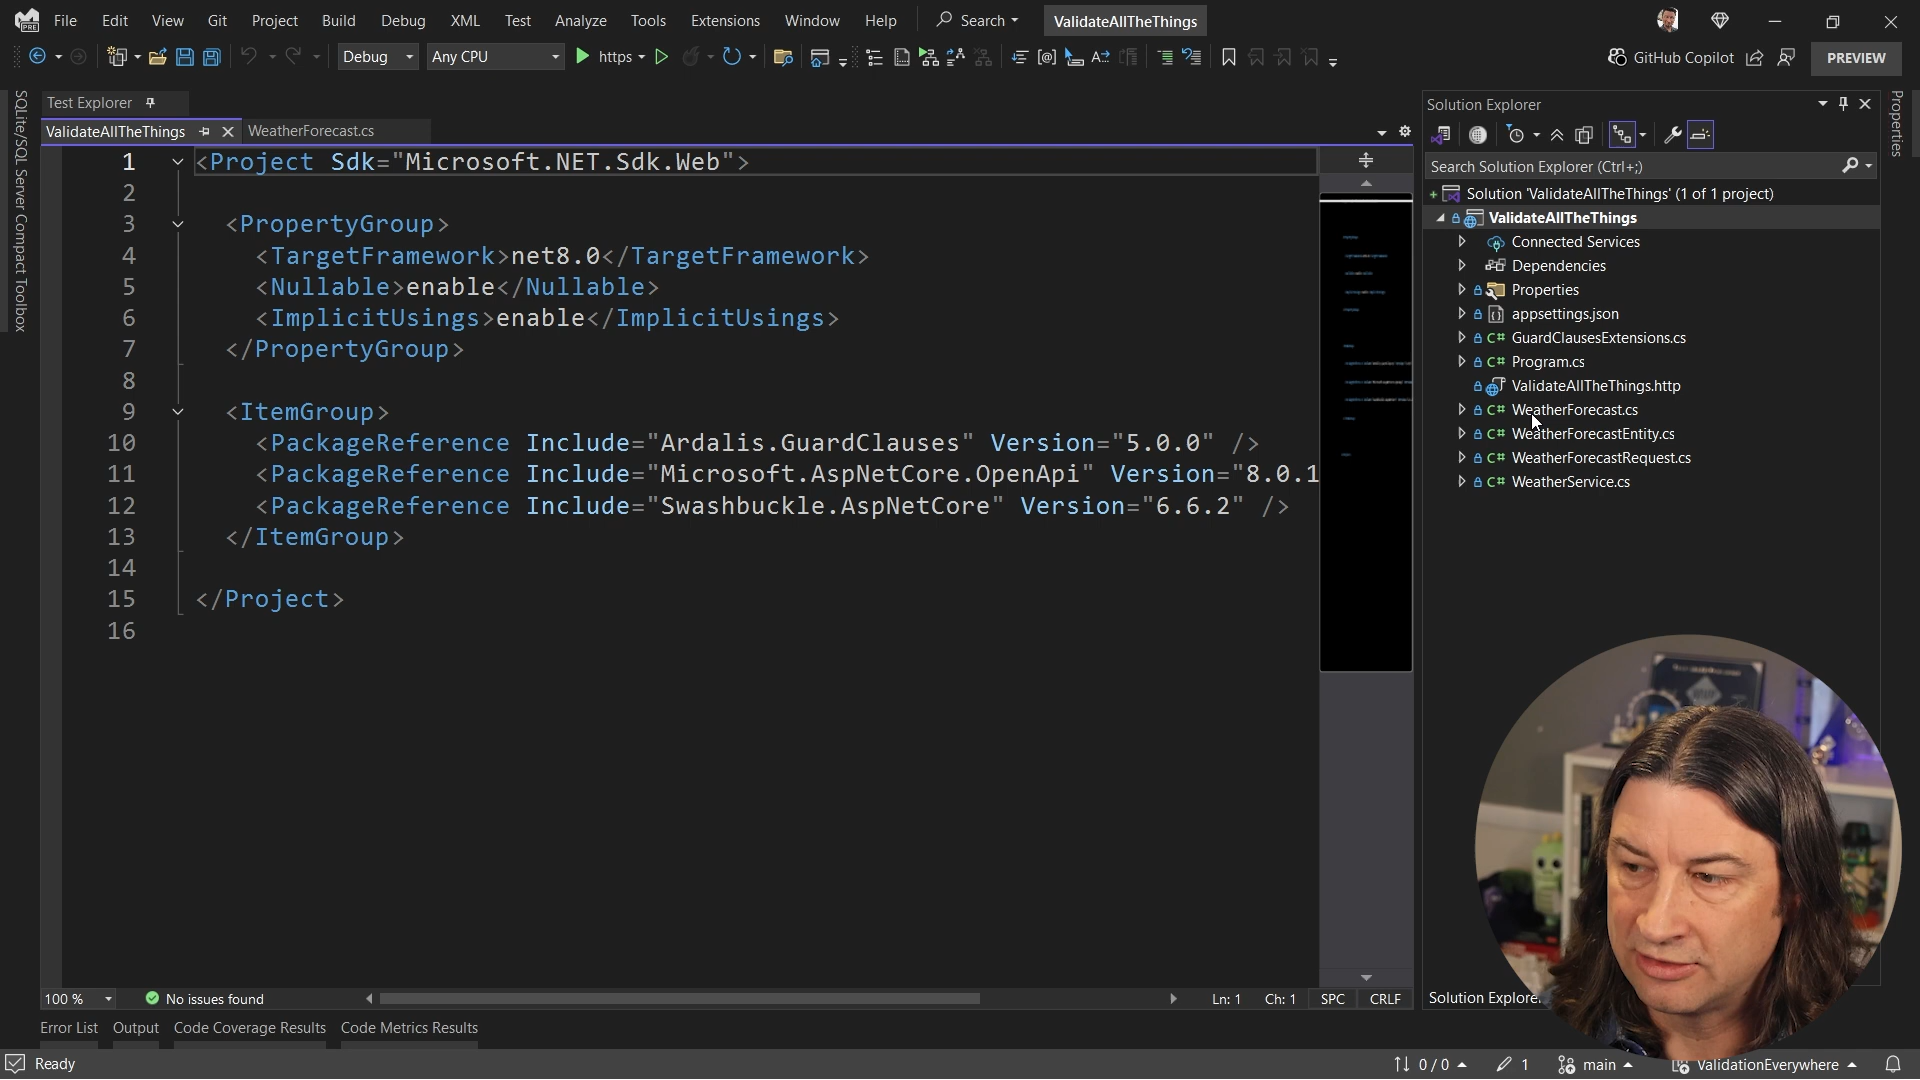 File Edit View Git Project Build Debug XML Test Analyze Tools Extensions Window Help Search ValidateAllTheThings
PRE
Debug Any CPU https GitHub Copilot PREVIEW
SQLite/SQL Server Compact Toolbox
Test Explorer
ValidateAllTheThings WeatherForecast.cs
1 <Project Sdk="Microsoft.NET.Sdk.Web">
2
3 <PropertyGroup>
4 <TargetFramework>net8.0</TargetFramework>
5 <Nullable>enable</Nullable>
6 <ImplicitUsings>enable</ImplicitUsings>
7 </PropertyGroup>
8
9 <ItemGroup>
10 <PackageReference Include="Ardalis.GuardClauses" Version="5.0.0" />
11 <PackageReference Include="Microsoft.AspNetCore.OpenApi" Version="8.0.1
12 <PackageReference Include="Swashbuckle.AspNetCore" Version="6.6.2" />
13 </ItemGroup>
14
15 </Project>
16
100 % No issues found Ln: 1 Ch: 1 SPC CRLF
Solution Explorer
Search Solution Explorer (Ctrl+;)
Solution 'ValidateAllTheThings' (1 of 1 project)
ValidateAllTheThings
Connected Services
Dependencies
Properties
appsettings.json
C# GuardClausesExtensions.cs
C# Program.cs
ValidateAllTheThings.http
C# WeatherForecast.cs
C# WeatherForecastEntity.cs
C# WeatherForecastRequest.cs
C# WeatherService.cs
Solution Explorer
Properties
Error List Output Code Coverage Results Code Metrics Results
Ready 0 / 0 1 main ValidationEverywhere